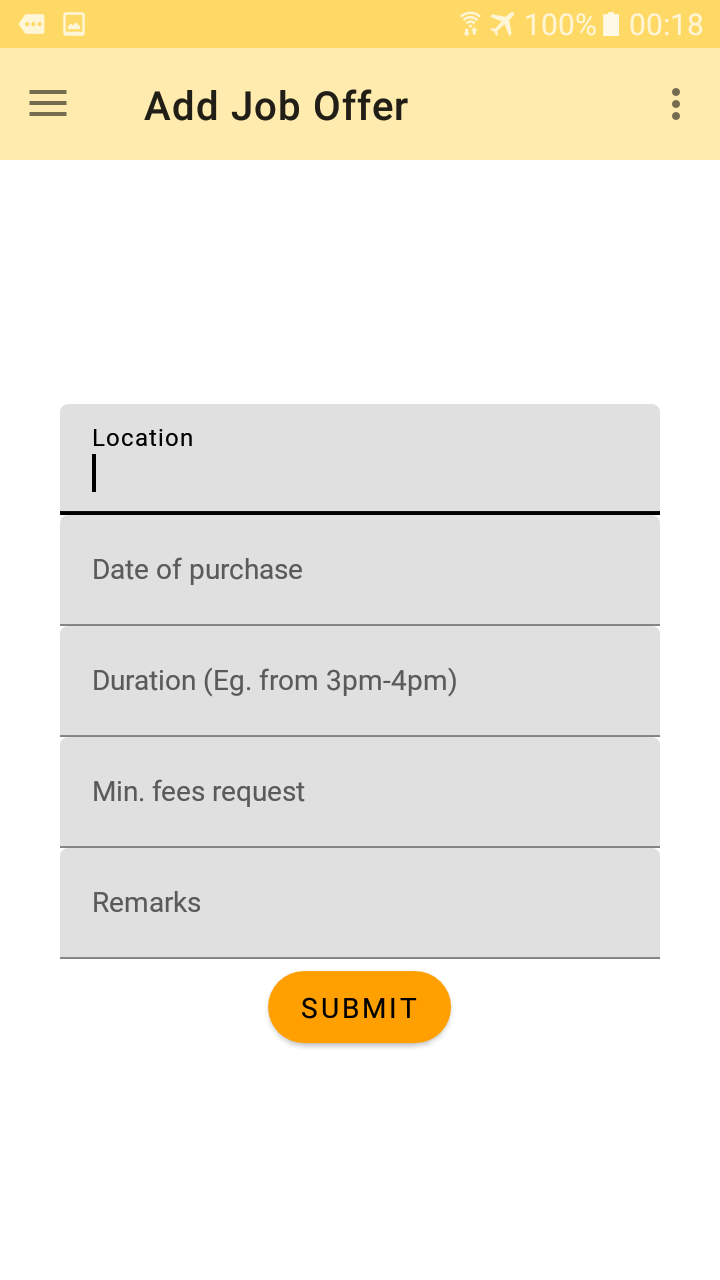 100% 00:18
Add Job Offer
Location
Date of purchase
Duration (Eg. from 3pm-4pm)
Min. fees request
Remarks
SUBMIT